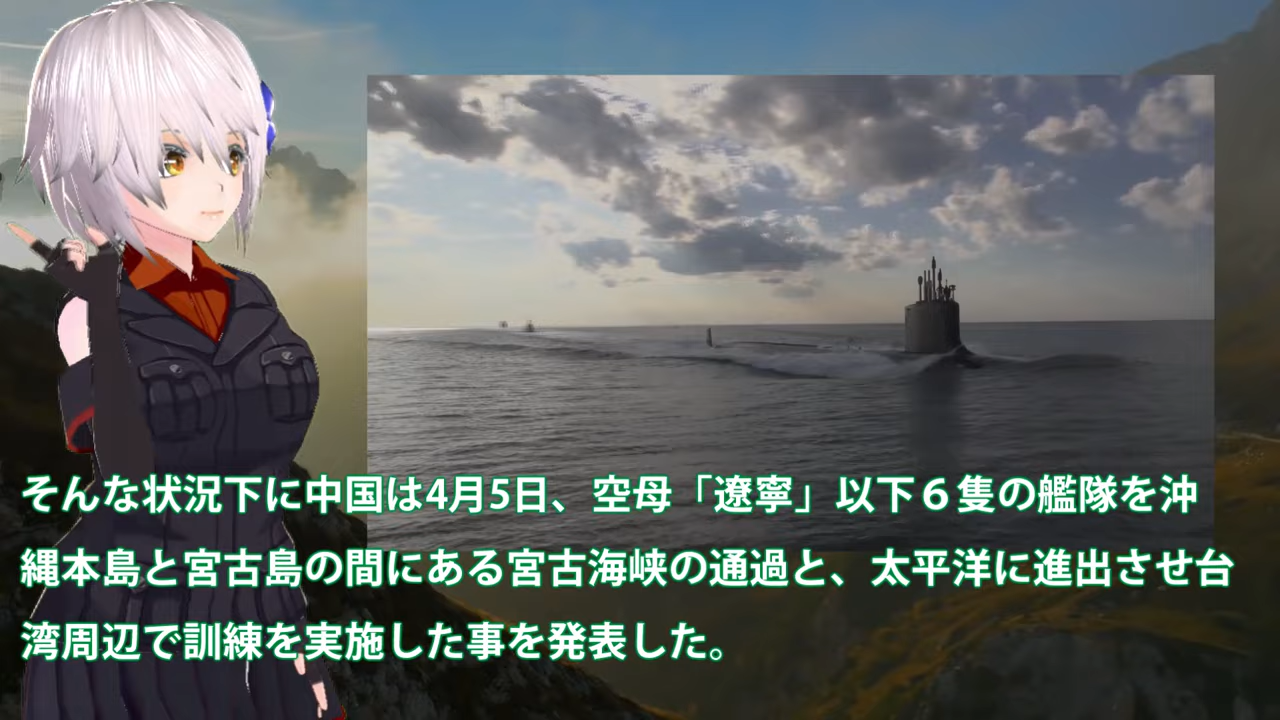 そんな状況下に中国は4月5日、空母「遼寧」以下６隻の艦隊を沖
縄本島と宮古島の間にある宮古海峡の通過と、太平洋に進出させ台
湾周辺で訓練を実施した事を発表した。